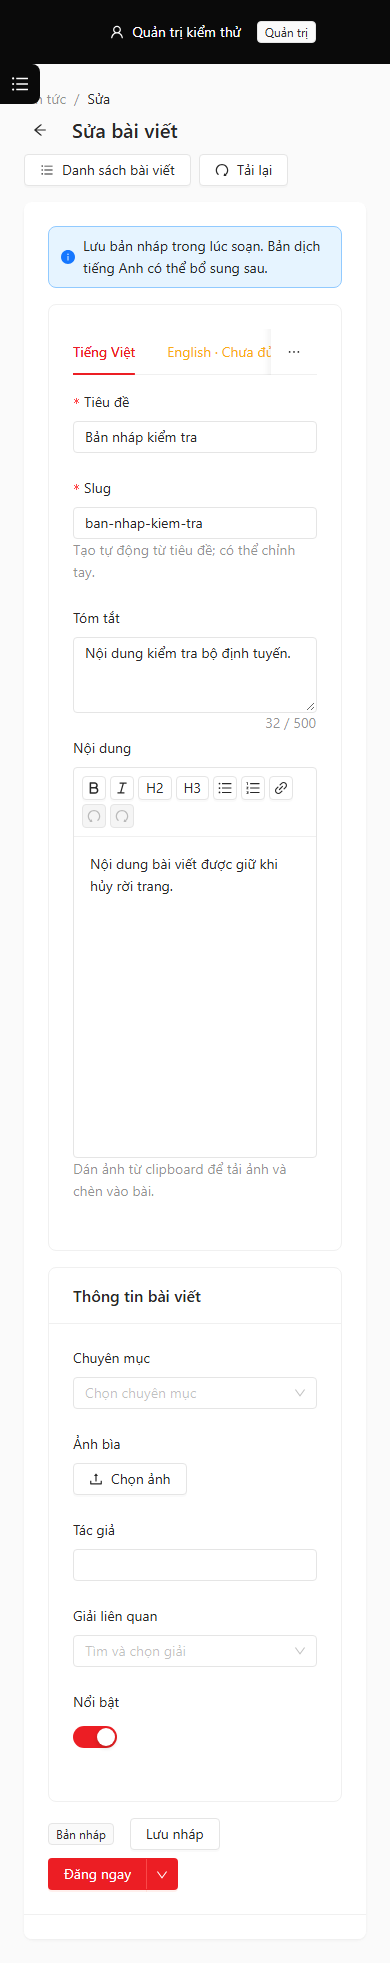 Quản trị kiểm thử Quản trị
tức / Sửa
Sửa bài viết
Danh sách bài viết Tải lại
Lưu bản nháp trong lúc soạn. Bản dịch
tiếng Anh có thể bổ sung sau.
Tiếng Việt English · Chưa đủ ...
* Tiêu đề
Bản nháp kiểm tra
* Slug
ban-nhap-kiem-tra
Tạo tự động từ tiêu đề; có thể chỉnh
tay.
Tóm tắt
Nội dung kiểm tra bộ định tuyến.
32 / 500
Nội dung
B I H2 H3
Nội dung bài viết được giữ khi
hủy rời trang.
Dán ảnh từ clipboard để tải ảnh và
chèn vào bài.
Thông tin bài viết
Chuyên mục
Chọn chuyên mục
Ảnh bìa
Chọn ảnh
Tác giả
Giải liên quan
Tìm và chọn giải
Nổi bật
Bản nháp Lưu nháp
Đăng ngay